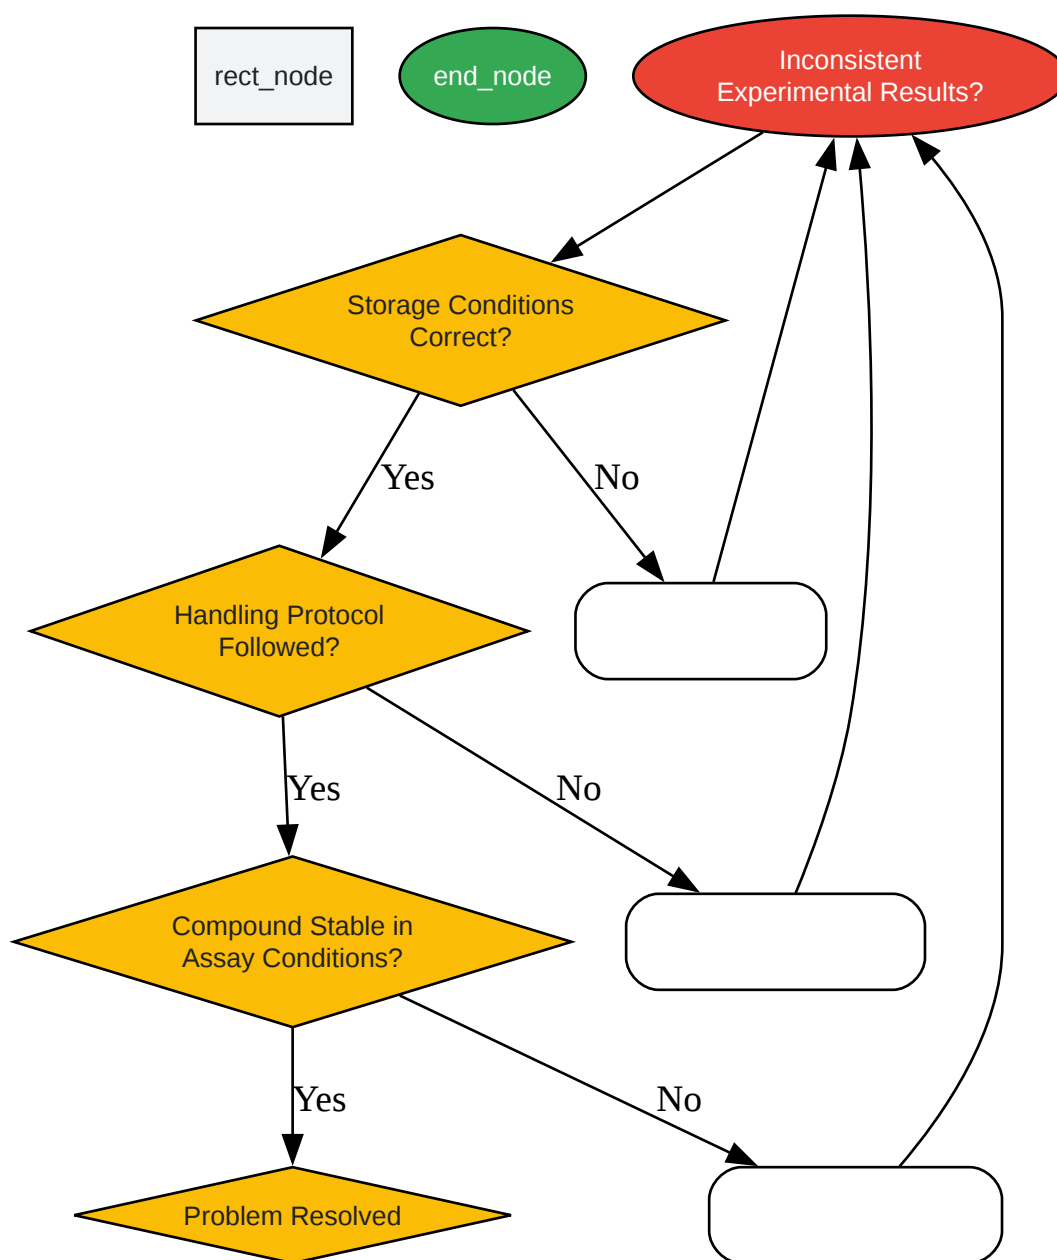 rect_node
end_node
Inconsistent
Experimental Results?
Storage Conditions
Correct?
Yes
No
Handling Protocol
Followed?
Yes
No
Compound Stable in
Assay Conditions?
Yes
No
Problem Resolved